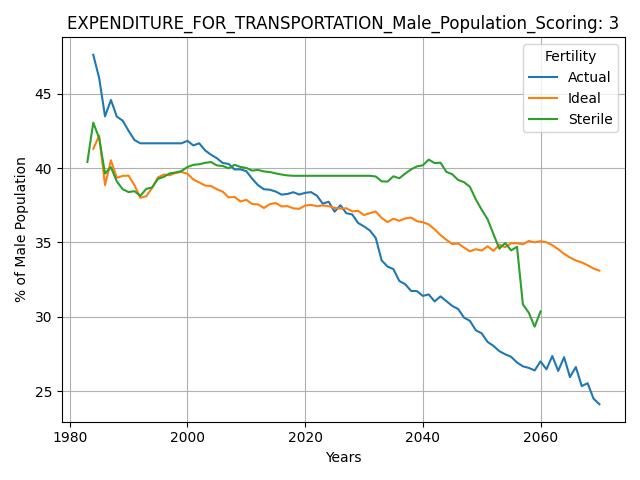 EXPENDITURE_FOR_TRANSPORTATION_Male_Population_Scoring: 3
Fertility
Actual
Ideal
Sterile
% of Male Population
45
40
35
30
25
1980
2000
2020
2040
2060
Years